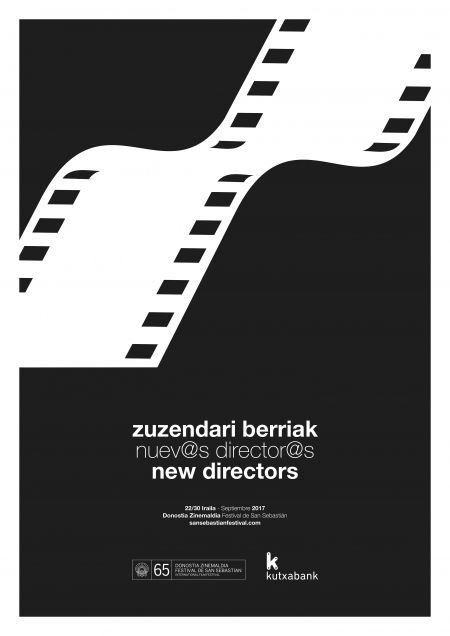 zuzendari berriak
nuev@s director@s
new directors
22/30 Iraila · Septiembre 2017
Donostia Zinemaldia Festival de San Sebastián
sansebastianfestival.com
65
DONOSTIA ZINEMALDIA
FESTIVAL DE SAN SEBASTIAN
INTERNATIONAL FILM FESTIVAL
k
kutxabank